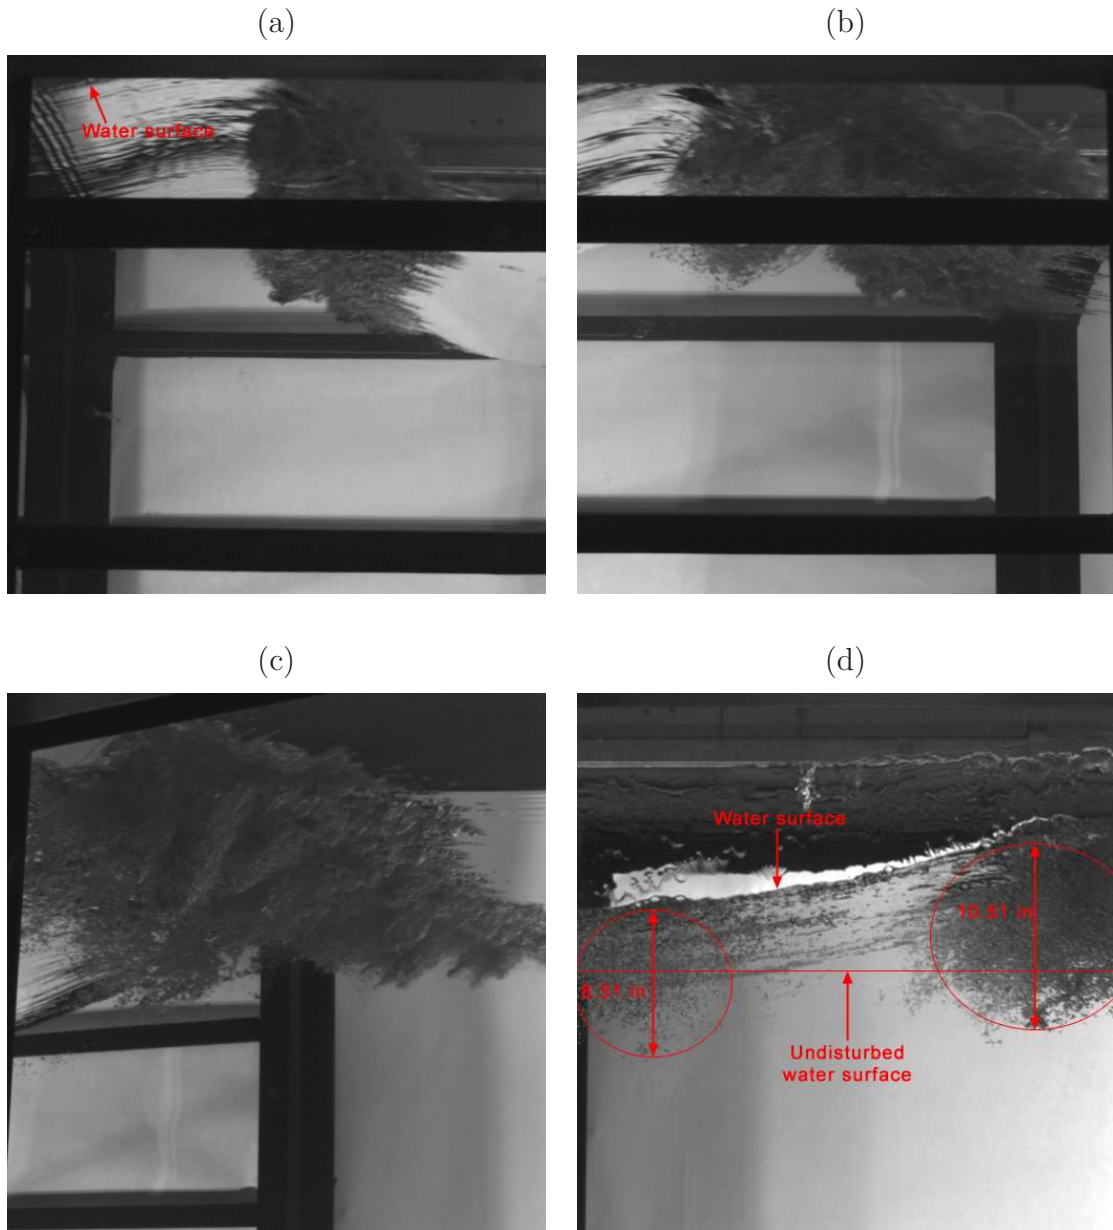 (a)
(b)
Water surface
(c)
(d)
Water surface
10.51 in
8.31 in
Undisturbed
water surface